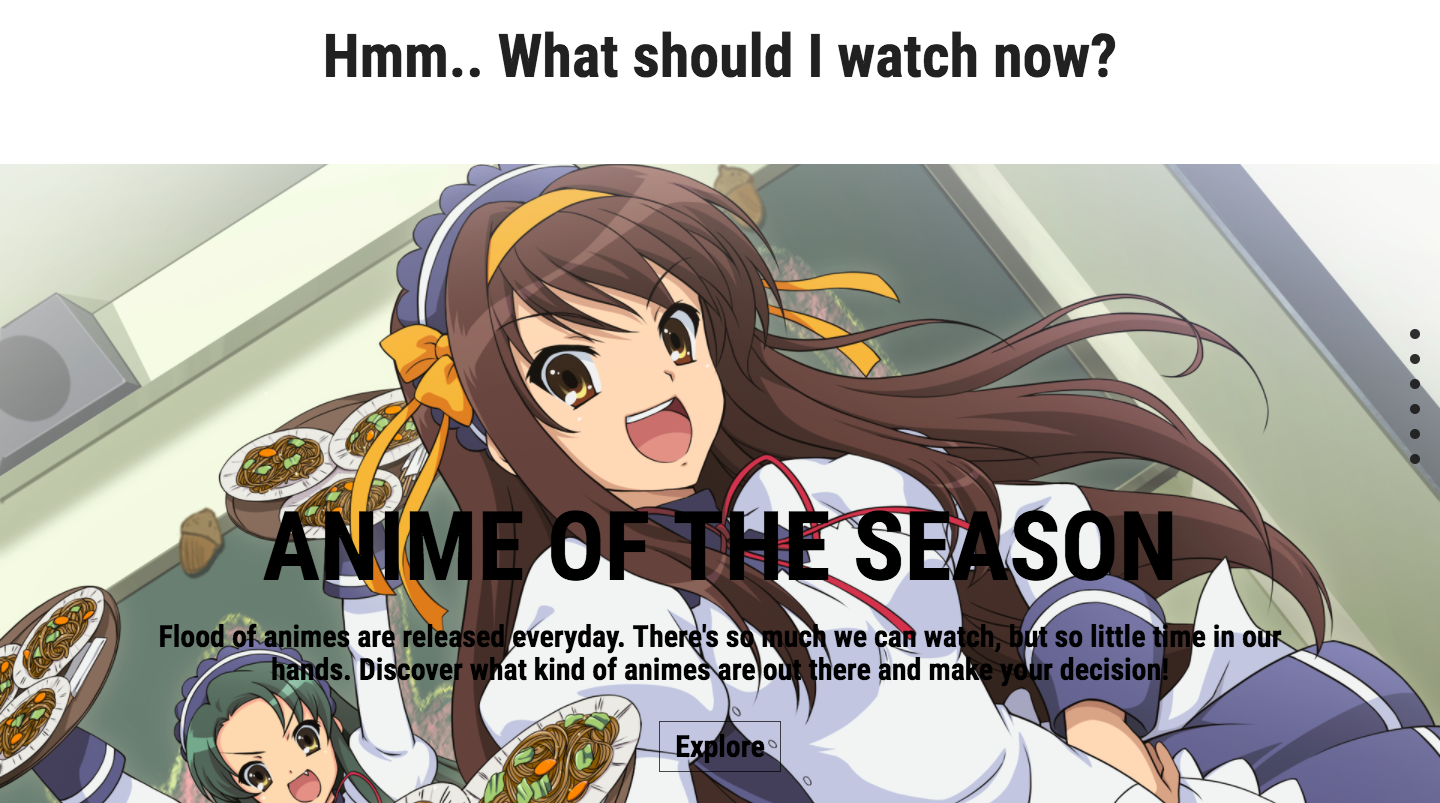 Hmm.. What should I watch now?
ANIME OF THE SEASON
Flood of animes are released everyday. There's so much we can watch, but so little time in our
hands. Discover what kind of animes are out there and make your decision!
Explore